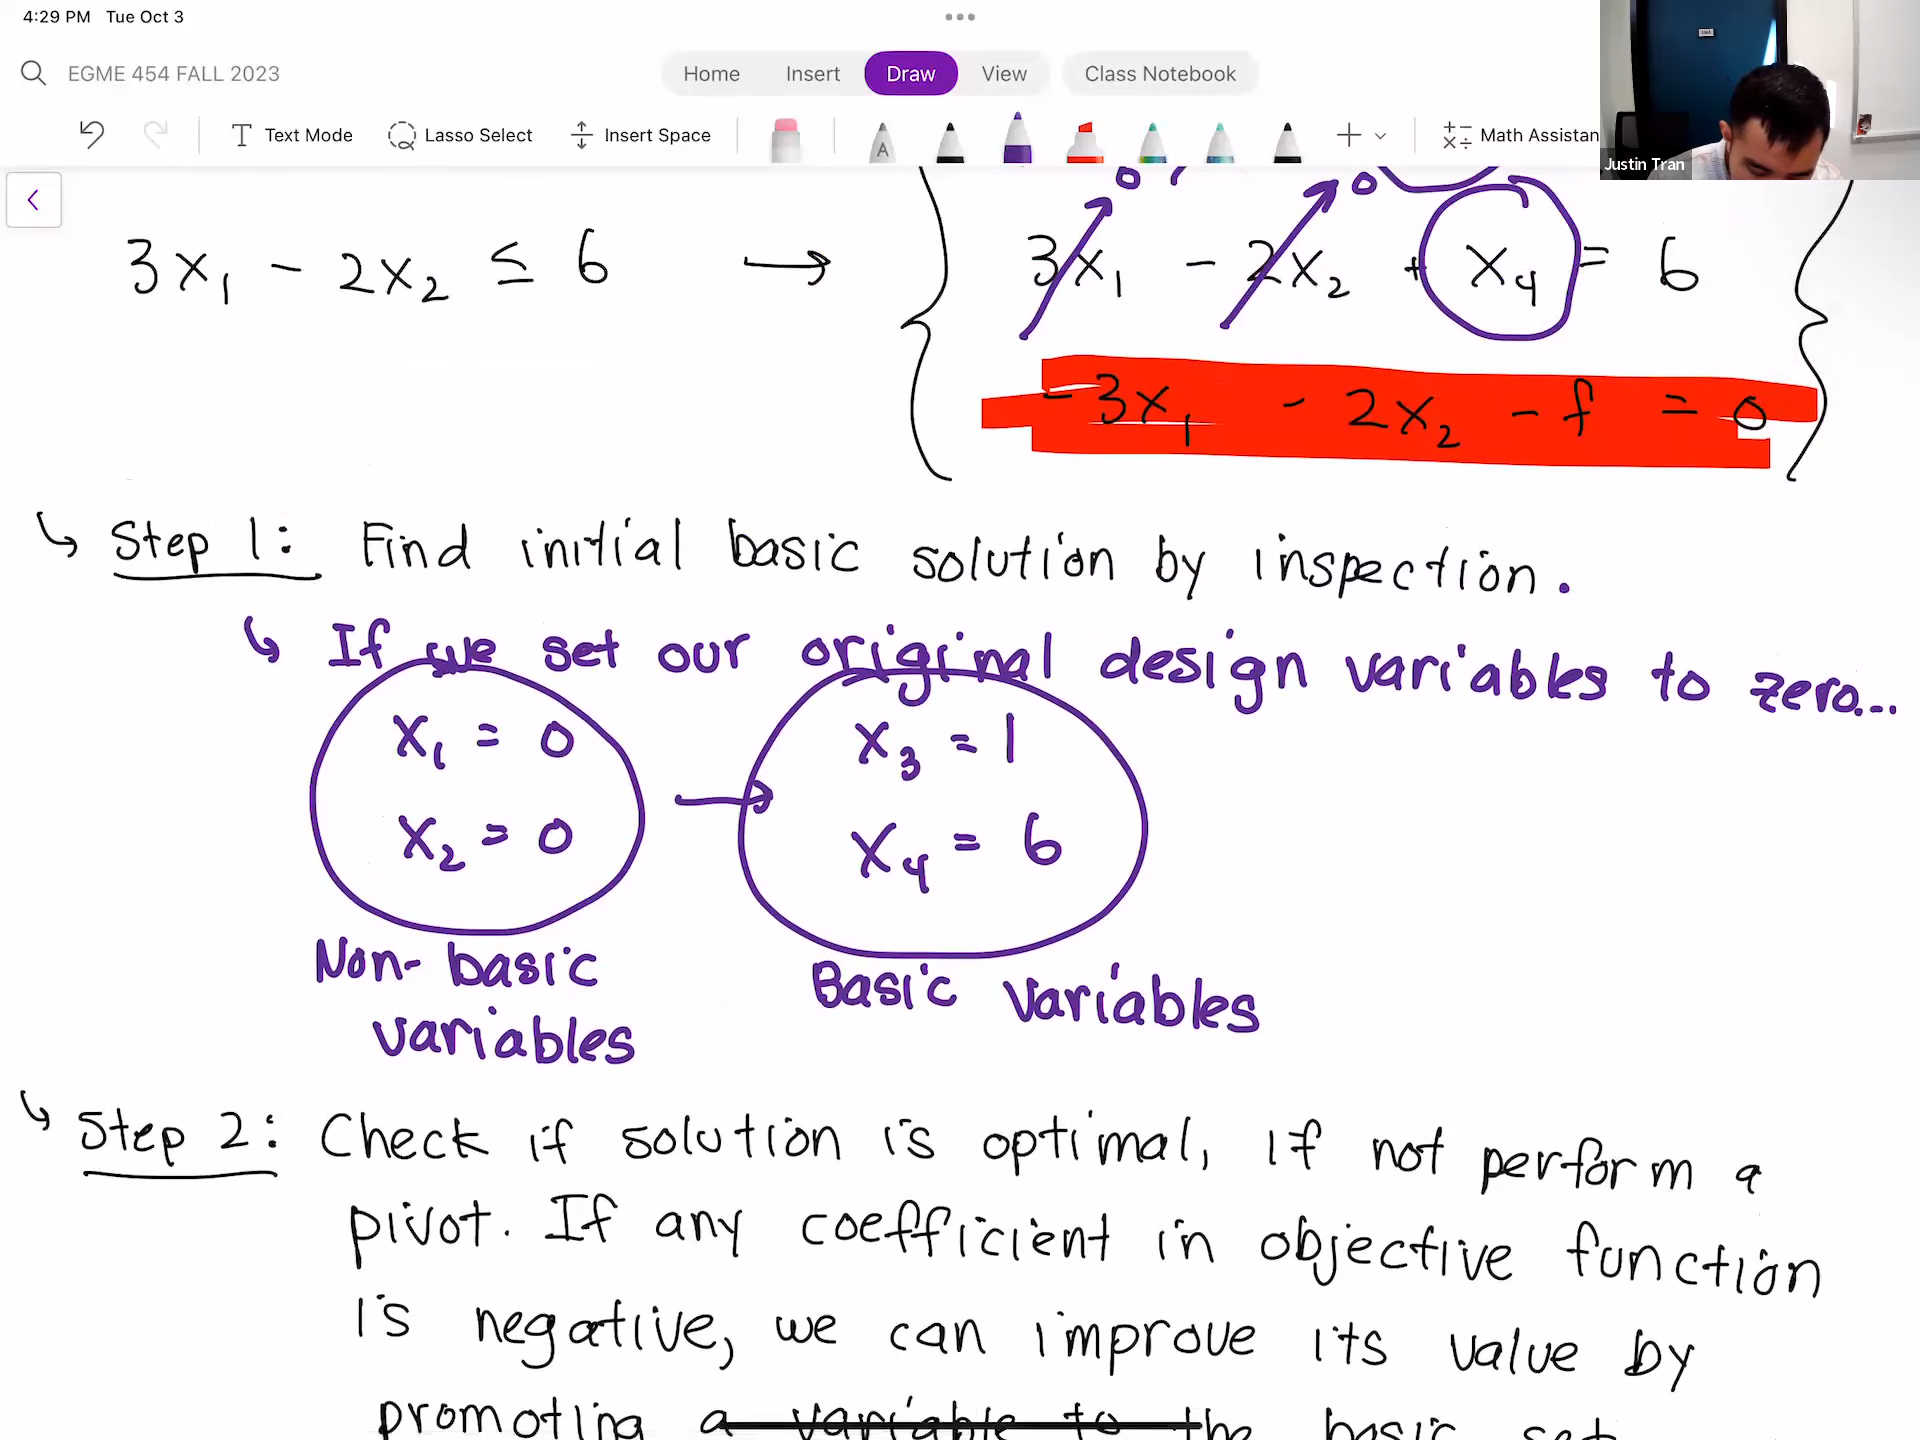 4:29 PM Tue Oct 3
EGME 454 FALL 2023
Home Insert Draw View Class Notebook
Text Mode Lasso Select Insert Space Math Assistan
Justin Tran
0 0
3x₁ - 2x₂ ≤ 6 → 3x₁ - 2x₂ + x₄ = 6
- 3x₁ - 2x₂ - f = 0
↳ Step 1: Find initial basic solution by inspection.
↳ If we set our original design variables to zero...
x₁ = 0 → x₃ = 1
x₂ = 0 x₄ = 6
Non-basic Basic variables
variables
↳ Step 2: Check if solution is optimal, if not perform a
pivot. If any coefficient in objective function
is negative, we can improve its value by
promoting a variable to the basic set